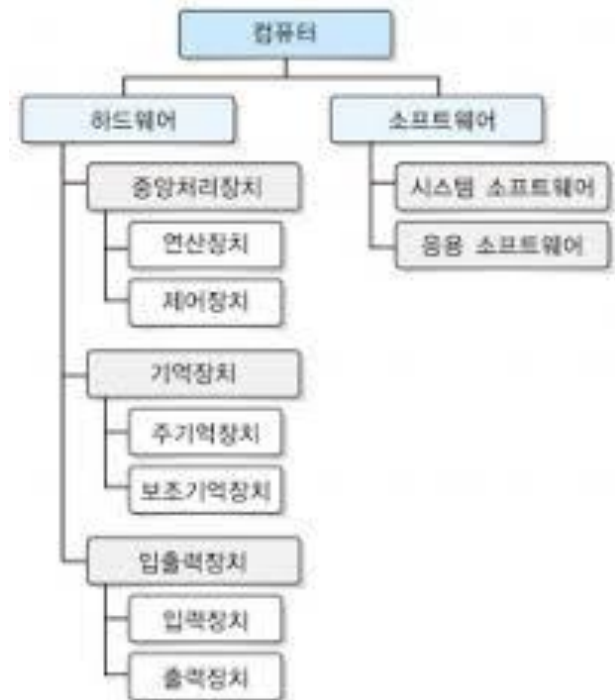 컴퓨터
하드웨어
소프트웨어
중앙처리장치
연산장치
제어장치
기억장치
주기억장치
보조기억장치
입출력장치
입력장치
출력장치
시스템 소프트웨어
응용 소프트웨어